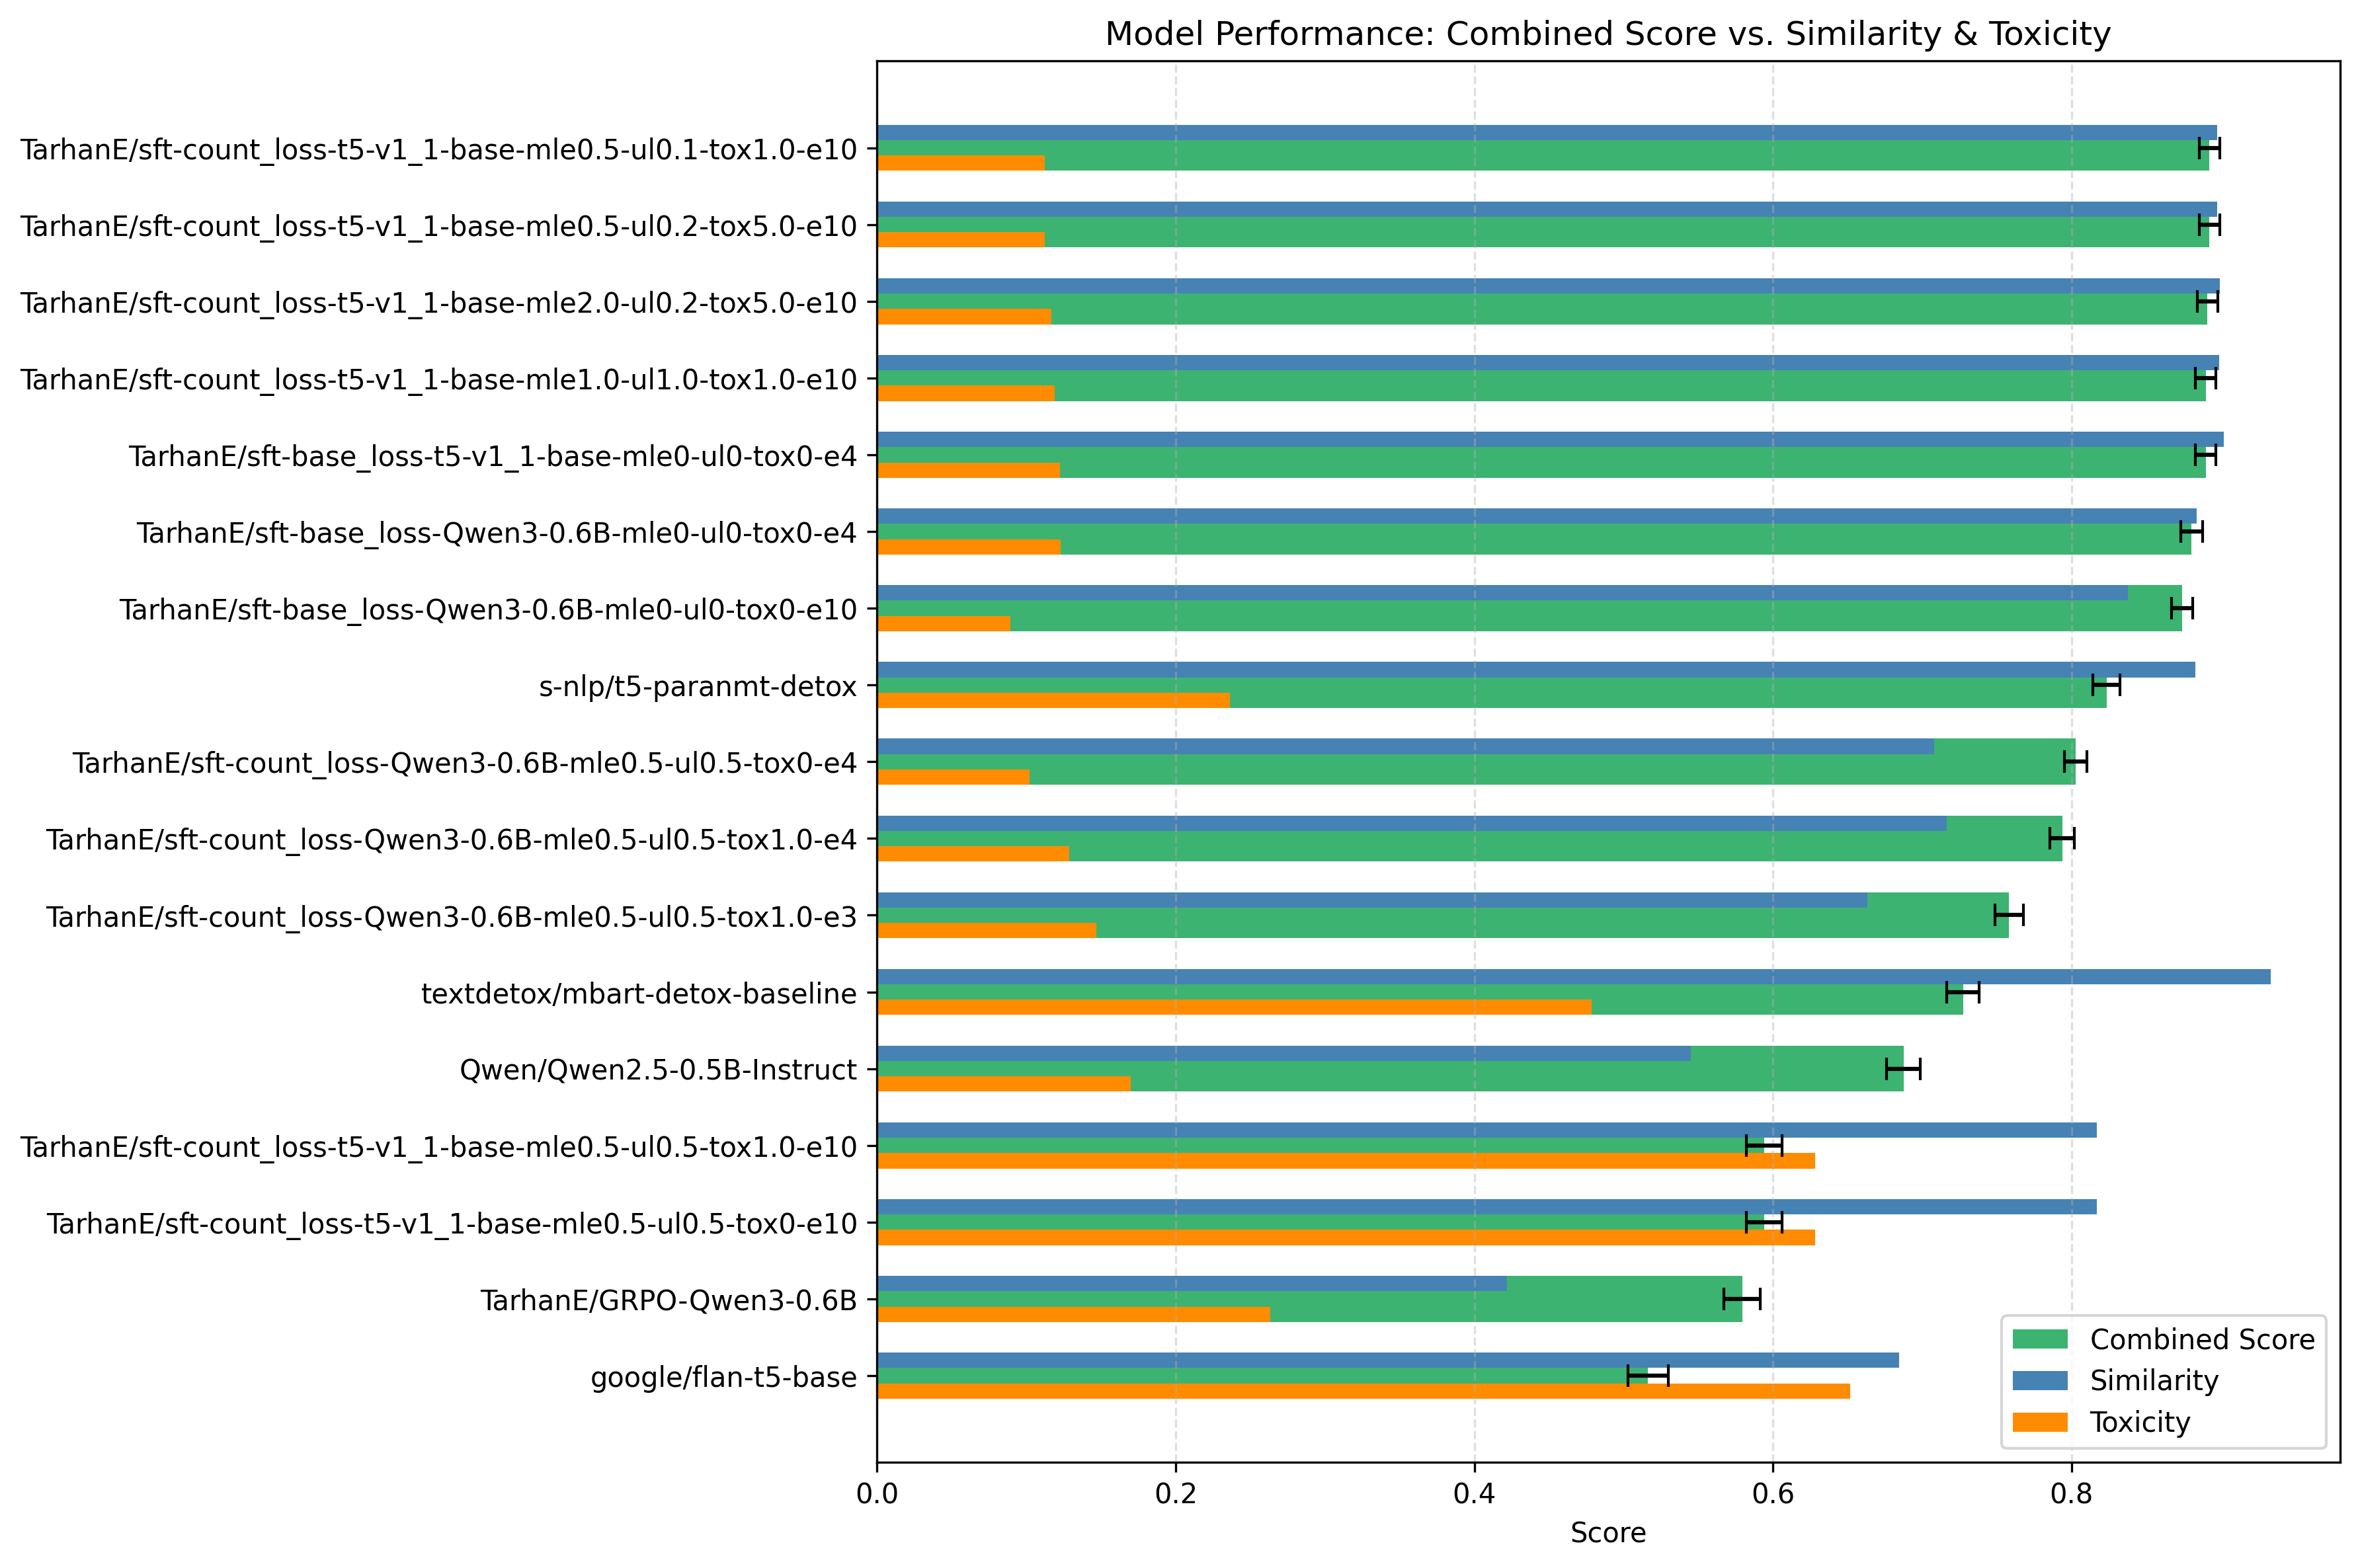 Model Performance: Combined Score vs. Similarity & Toxicity
TarhanE/sft-count_loss-t5-v1_1-base-mle0.5-ul0.1-tox1.0-e10
TarhanE/sft-count_loss-t5-v1_1-base-mle0.5-ul0.2-tox5.0-e10
TarhanE/sft-count_loss-t5-v1_1-base-mle2.0-ul0.2-tox5.0-e10
TarhanE/sft-count_loss-t5-v1_1-base-mle1.0-ul1.0-tox1.0-e10
TarhanE/sft-base_loss-t5-v1_1-base-mle0-ul0-tox0-e4
TarhanE/sft-base_loss-Qwen3-0.6B-mle0-ul0-tox0-e4
TarhanE/sft-base_loss-Qwen3-0.6B-mle0-ul0-tox0-e10
s-nlp/t5-paranmt-detox
TarhanE/sft-count_loss-Qwen3-0.6B-mle0.5-ul0.5-tox0-e4
TarhanE/sft-count_loss-Qwen3-0.6B-mle0.5-ul0.5-tox1.0-e4
TarhanE/sft-count_loss-Qwen3-0.6B-mle0.5-ul0.5-tox1.0-e3
textdetox/mbart-detox-baseline
Qwen/Qwen2.5-0.5B-Instruct
TarhanE/sft-count_loss-t5-v1_1-base-mle0.5-ul0.5-tox1.0-e10
TarhanE/sft-count_loss-t5-v1_1-base-mle0.5-ul0.5-tox0-e10
TarhanE/GRPO-Qwen3-0.6B
google/flan-t5-base
Combined Score
Similarity
Toxicity
0.0 0.2 0.4 0.6 0.8
Score